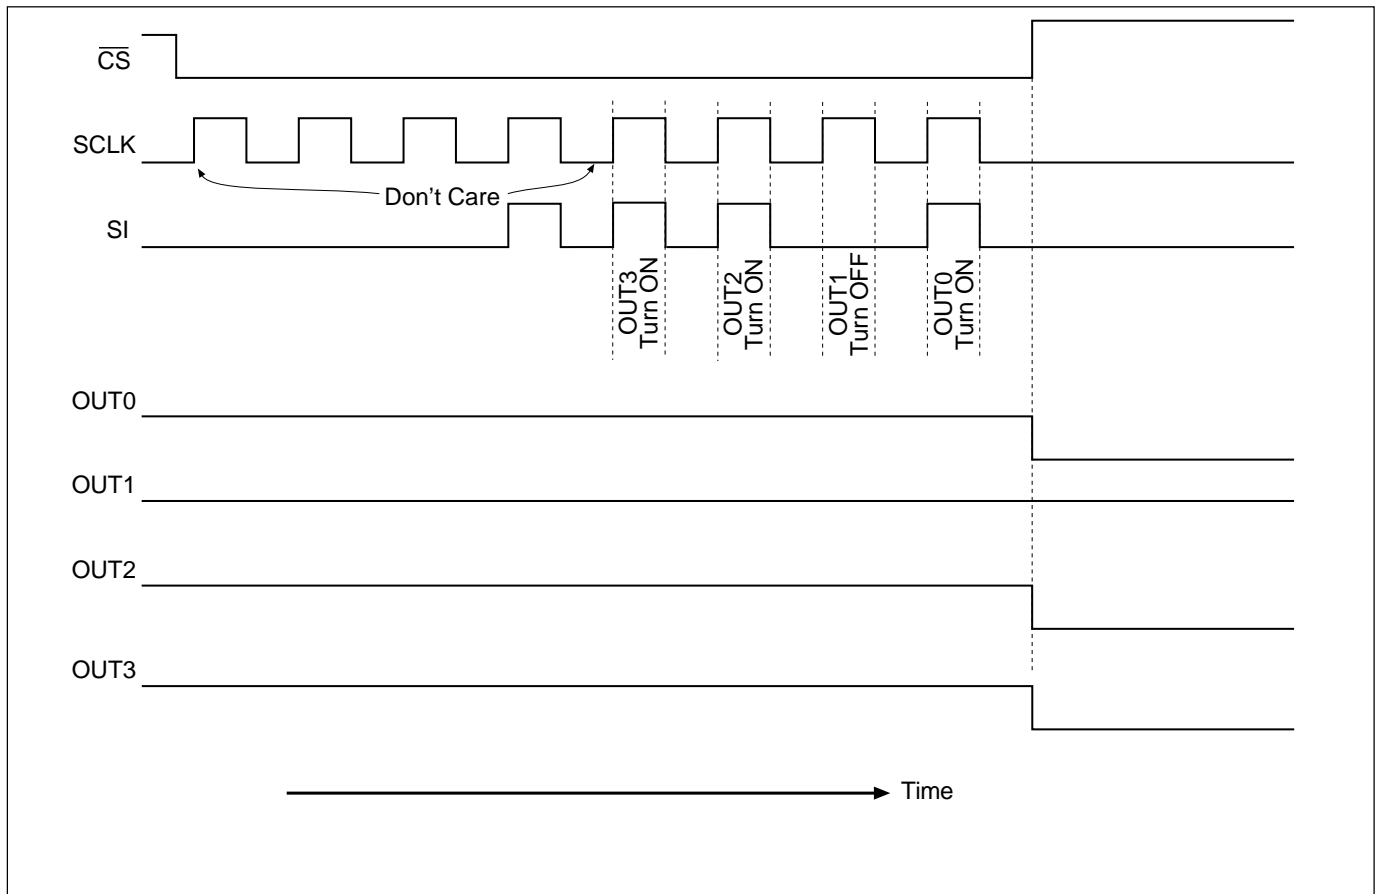 CS
SCLK
Don't Care
SI
OUT3
Turn ON
OUT2
Turn ON
OUT1
Turn OFF
OUT0
Turn ON
OUT0
OUT1
OUT2
OUT3
Time